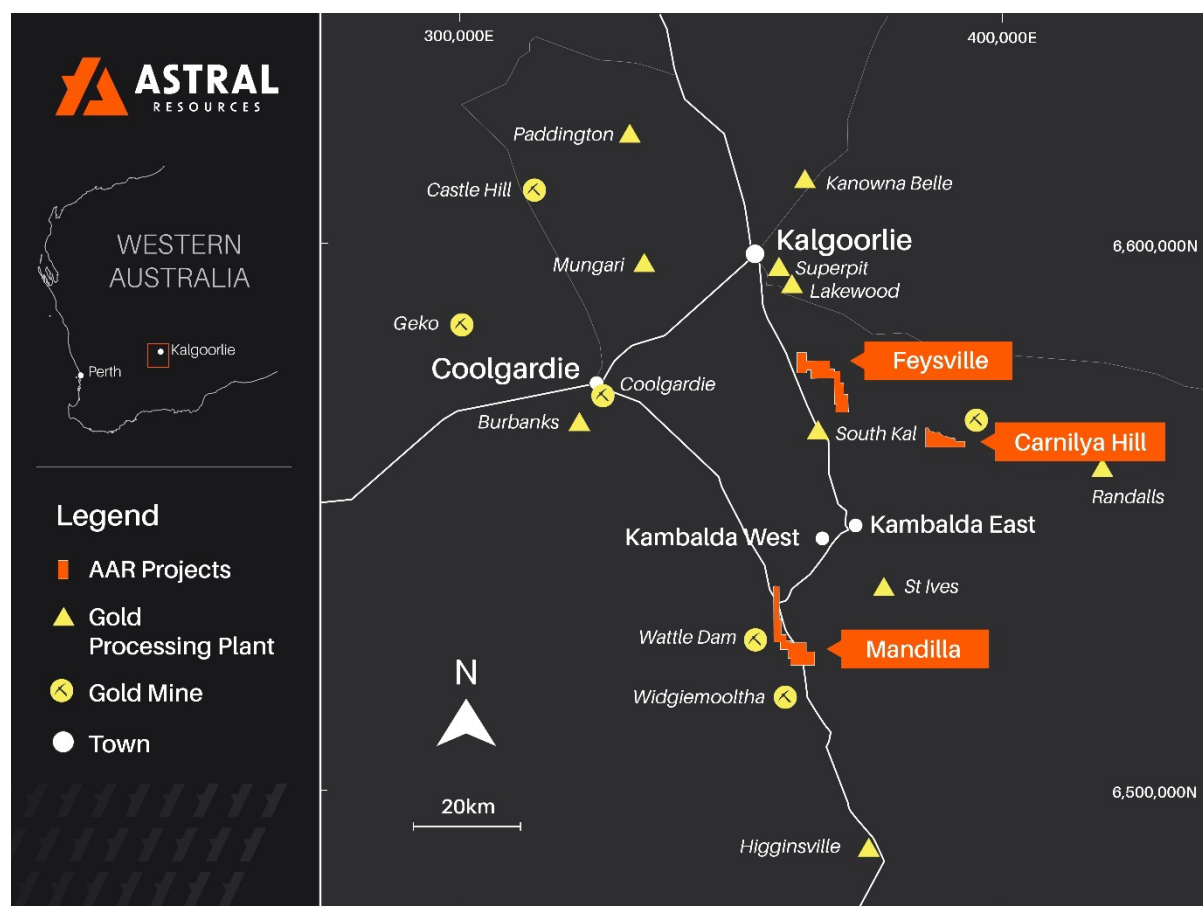 ASTRAL
RESOURCES
WESTERN
AUSTRALIA
Kalgoorlie
Perth
Legend
AAR Projects
Gold
Processing Plant
Gold Mine
Town
300,000E
400,000E
Paddington
Castle Hill
Kanowna Belle
Kalgoorlie
6,600,000N
Mungari
Superpit
Lakewood
Geko
Feysville
Coolgardie
Coolgardie
Burbanks
South Kal
Carnilya Hill
Randalls
Kambalda East
Kambalda West
St Ives
Wattle Dam
Mandilla
N
Widgiemooltha
20km
6,500,000N
Higginsville